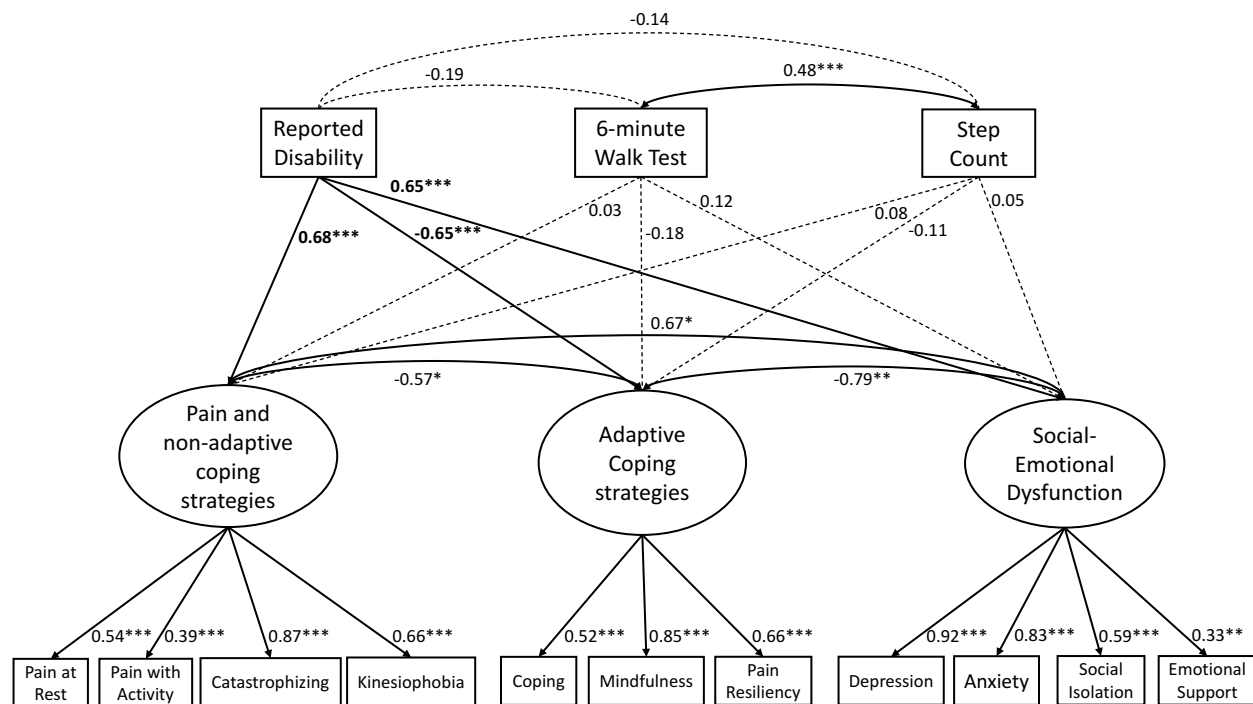 -0.14
-0.19
0.48***
Reported
Disability
6-minute
Walk Test
Step
Count
0.65***
0.03
0.12
0.08
0.05
0.68***
-0.65***
-0.18
-0.11
0.67*
-0.57*
-0.79**
Pain and
non-adaptive
coping
strategies
Adaptive
Coping
strategies
Social-
Emotional
Dysfunction
0.54***
0.39***
0.87***
0.66***
0.52***
0.85***
0.66***
0.92***
0.83***
0.59***
0.33**
Pain at
Rest
Pain with
Activity
Catastrophizing
Kinesiophobia
Coping
Mindfulness
Pain
Resiliency
Depression
Anxiety
Social
Isolation
Emotional
Support